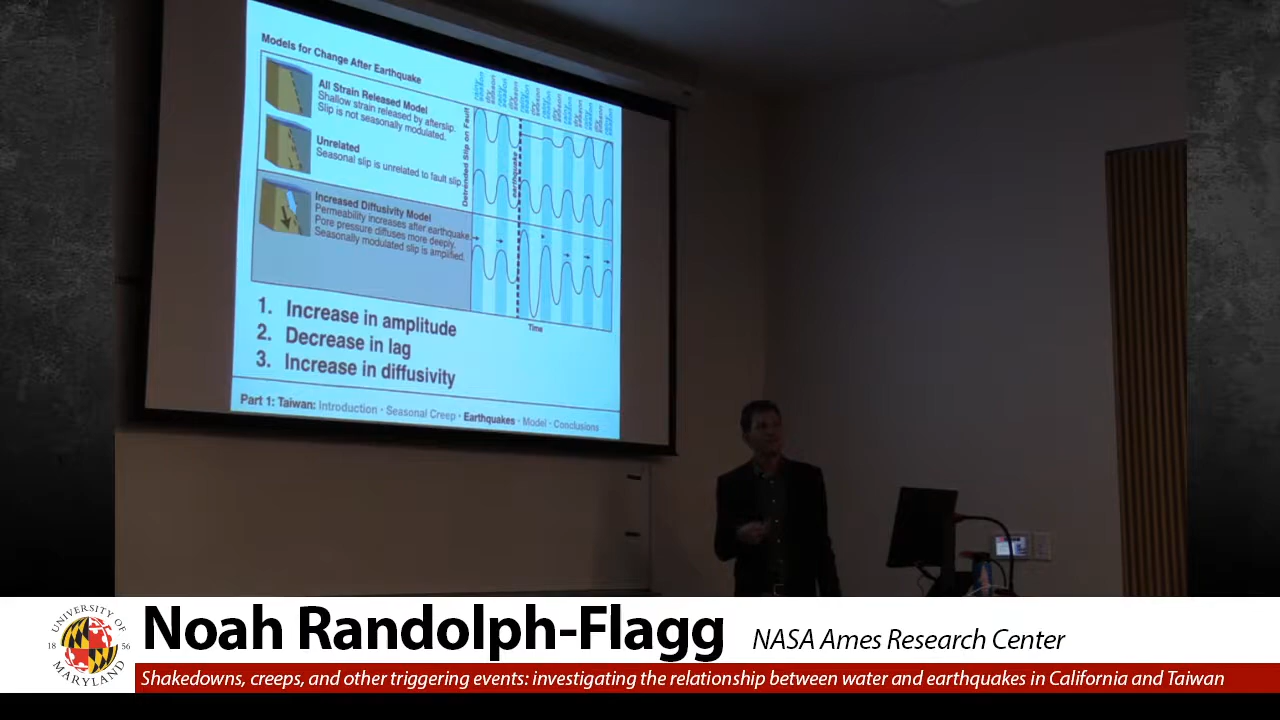 Models for Change After Earthquake
All Strain Released Model
Shallow strain released by afterslip.
Slip is not seasonally modulated.
Unrelated
Seasonal slip is unrelated to fault slip
Increased Diffusivity Model
Permeability increases after earthquake.
Pore pressure diffuses more deeply.
Seasonally modulated slip is amplified.
Detrended Slip on Fault
earthquake
Time
1. Increase in amplitude
2. Decrease in lag
3. Increase in diffusivity
Part 1: Taiwan: Introduction · Seasonal Creep · Earthquakes · Model · Conclusions
UNIVERSITY OF
18 56
MARYLAND
Noah Randolph-Flagg NASA Ames Research Center
Shakedowns, creeps, and other triggering events: investigating the relationship between water and earthquakes in California and Taiwan